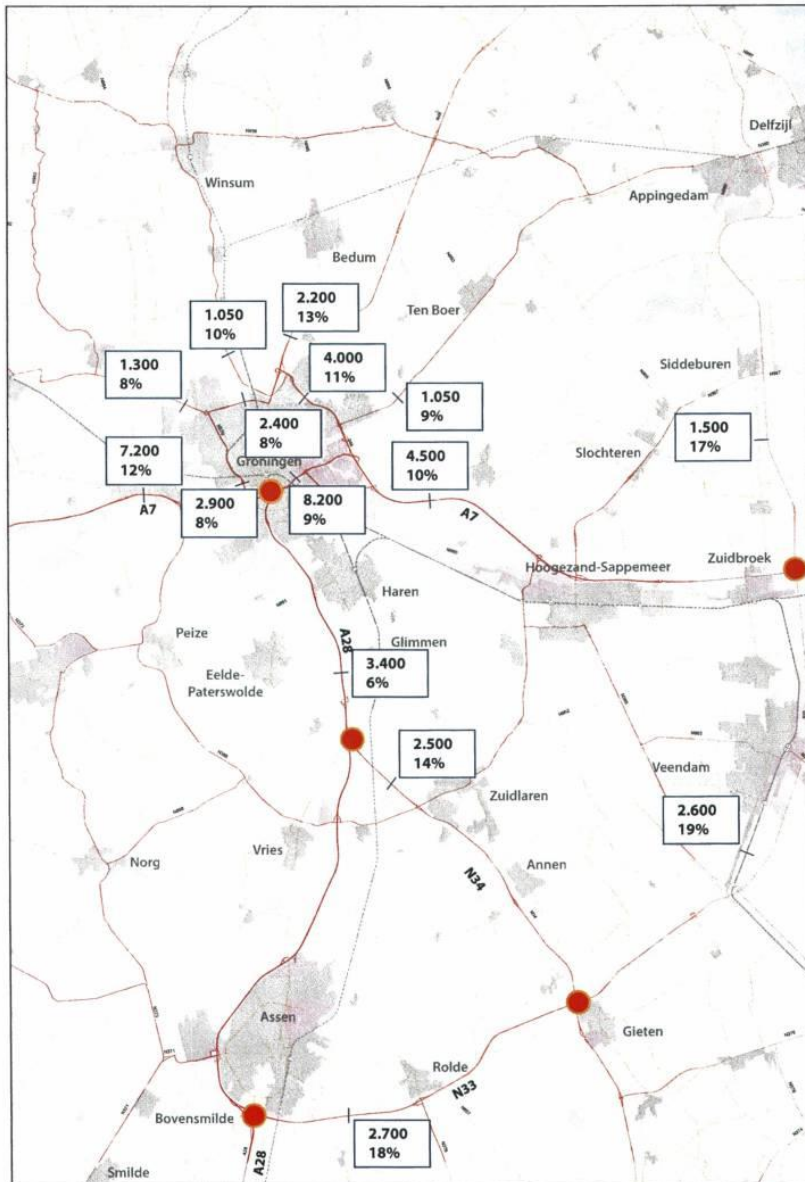 Delfzijl
Winsum
Appingedam
Bedum
2.200
13%
Ten Boer
1.050
10%
4.000
11%
1.300
8%
Siddeburen
1.050
9%
2.400
8%
1.500
17%
7.200
12%
Groningen
4.500
10%
Slochteren
2.900
8%
8.200
9%
A7
A7
Hoogezand-Sappemeer
Zuidbroek
Haren
Peize
A28
Glimmen
Eelde-
Paterswolde
3.400
6%
2.500
14%
Veendam
Zuidlaren
2.600
19%
Vries
Norg
Annen
N34
Assen
Gieten
Rolde
N33
Bovensmilde
2.700
18%
A28
Smilde